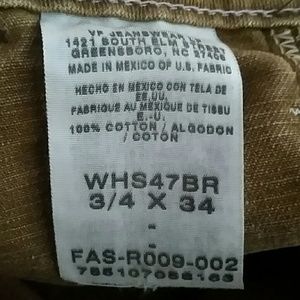 VF JEANSWEAR LP
1421 SOUTH ELM STREET
GREENSBORO, NC 27406
MADE IN MEXICO OF U.S. FABRIC
HECHO EN MEXICO CON TELA DE
EE.UU.
FABRIQUE AU MEXIQUE DE TISSU
E.-U.
100% COTTON / ALGODON
/ COTON
WHS47BR
3/4 X 34
-
-
FAS-R009-002